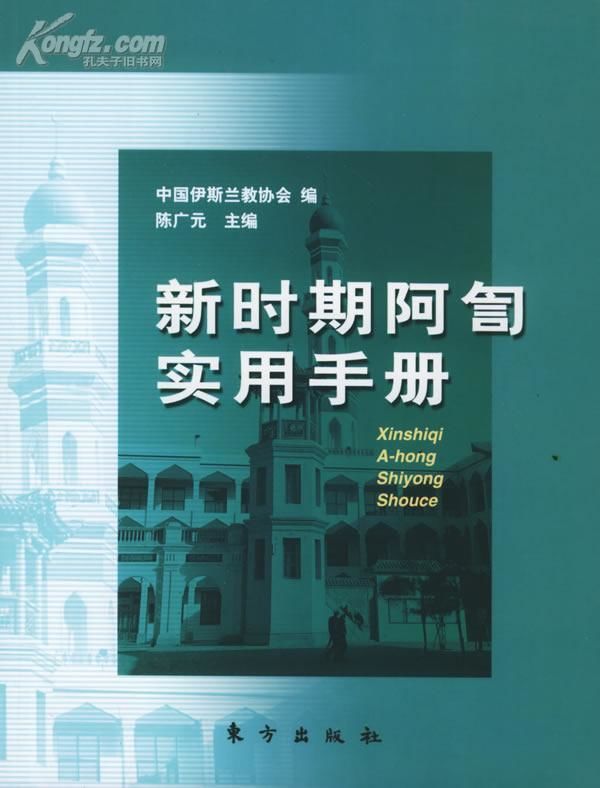 Kongfz.com
孔夫子旧书网
中国伊斯兰教协会 编
陈广元 主编
新时期阿訇
实用手册
Xinshiqi
A-hong
Shiyong
Shouce
東方出版社